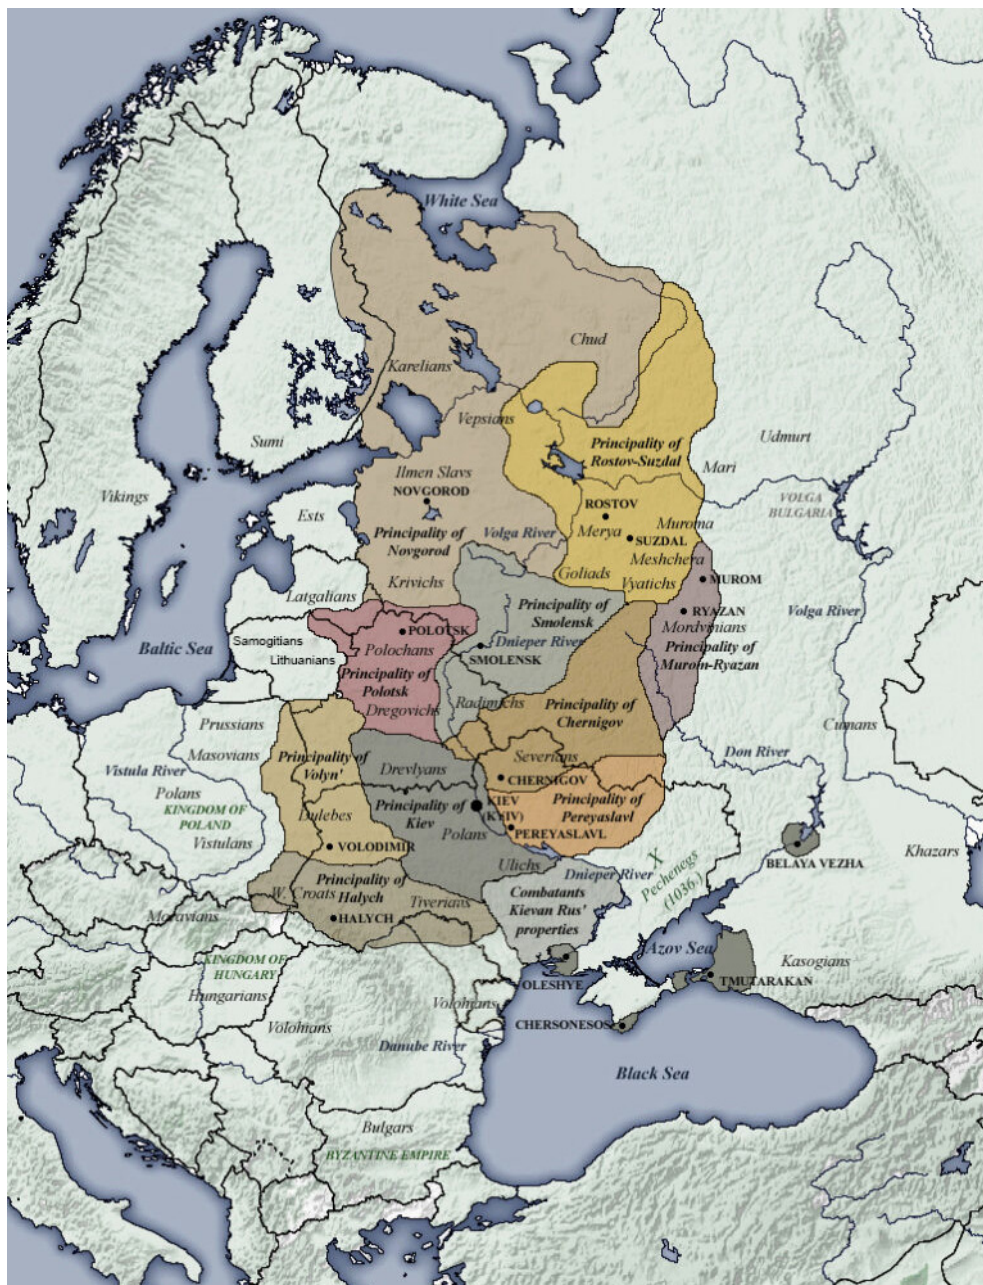 White Sea
Chud
Karelians
Vepsians
Sumi
Principality of
Rostov-Suzdal
Udmurt
Mari
Ilmen Slavs
NOVGOROD
Vikings
Ests
VOLGA
BULGARIA
ROSTOV
Merya
Muroma
SUZDAL
Principality of
Novgorod
Volga River
Meshchera
Goliads
Vyatichs
MUROM
Krivichs
Latgalians
Principality of
Smolensk
RYAZAN
Mordvinians
Volga River
POLOTSK
Baltic Sea
Samogitians
Lithuanians
Polochans
Dnieper River
SMOLENSK
Principality of
Murom-Ryazan
Principality of
Polotsk
Dregovichs
Radimichs
Principality of
Chernigov
Prussians
Masovians
Cumans
Don River
Principality of
Volyn'
Severians
Drevlyans
CHERNIGOV
Vistula River
Polans
KINGDOM OF
POLAND
Vistulans
Dulebes
Principality of
Kiev
KIEV
(KYIV)
Principality of
Pereyaslavl
Polans
PEREYASLAVL
VOLODIMIR
Ulichs
Dnieper River
X
Pechenegs
(1036.)
BELAYA VEZHA
Khazars
W. Croats
Principality of
Halych
Tiverians
HALYCH
Combatants
Kievan Rus'
properties
Moravians
KINGDOM OF
HUNGARY
Hungarians
Azov Sea
Kasogians
OLESHYE
TMUTARAKAN
Volohians
Volohians
CHERSONESOS
Danube River
Black Sea
Bulgars
BYZANTINE EMPIRE